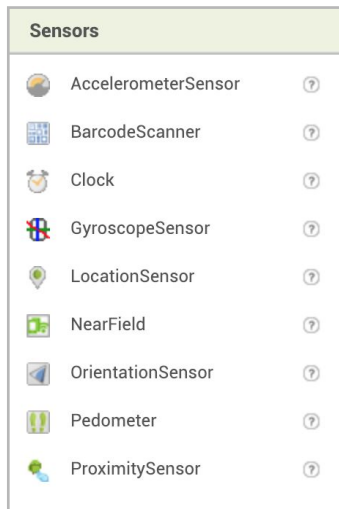 Sensors
AccelerometerSensor ?
BarcodeScanner ?
Clock ?
GyroscopeSensor ?
LocationSensor ?
NearField ?
OrientationSensor ?
Pedometer ?
ProximitySensor ?